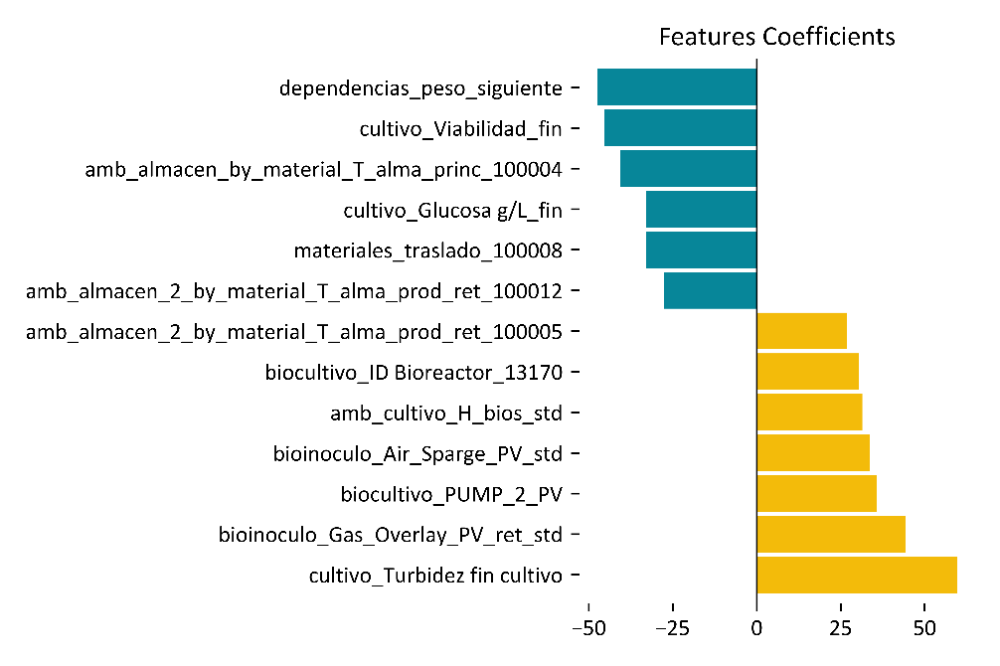 Features Coefficients
dependencias_peso_siguiente
cultivo_Viabilidad_fin
amb_almacen_by_material_T_alma_princ_100004
cultivo_Glucosa g/L_fin
materiales_traslado_100008
amb_almacen_2_by_material_T_alma_prod_ret_100012
amb_almacen_2_by_material_T_alma_prod_ret_100005
biocultivo_ID Bioreactor_13170
amb_cultivo_H_bios_std
bioinoculo_Air_Sparge_PV_std
biocultivo_PUMP_2_PV
bioinoculo_Gas_Overlay_PV_ret_std
cultivo_Turbidez fin cultivo
−50 −25 0 25 50